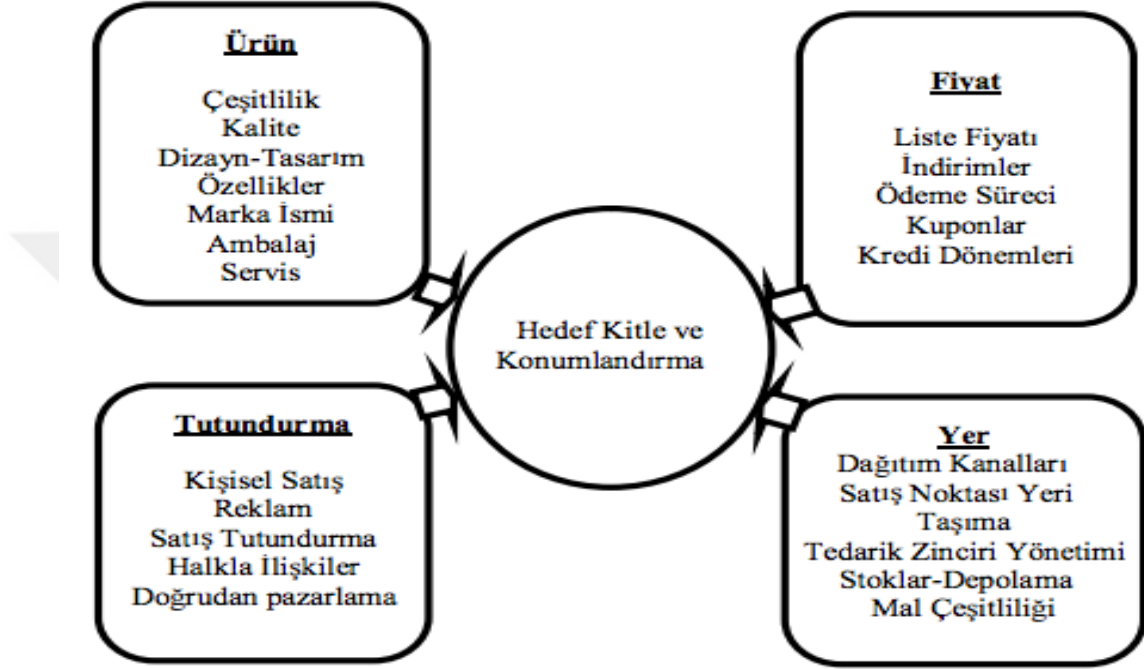 Ürün
Çeşitlilik
Kalite
Dizayn-Tasarım
Özellikler
Marka İsmi
Ambalaj
Servis
Fiyat
Liste Fiyatı
İndirimler
Ödeme Süreci
Kuponlar
Kredi Dönemleri
Hedef Kitle ve
Konumlandırma
Tutundurma
Kişisel Satış
Reklam
Satış Tutundurma
Halkla İlişkiler
Doğrudan pazarlama
Yer
Dağıtım Kanalları
Satış Noktası Yeri
Taşıma
Tedarik Zinciri Yönetimi
Stoklar-Depolama
Mal Çeşitliliği